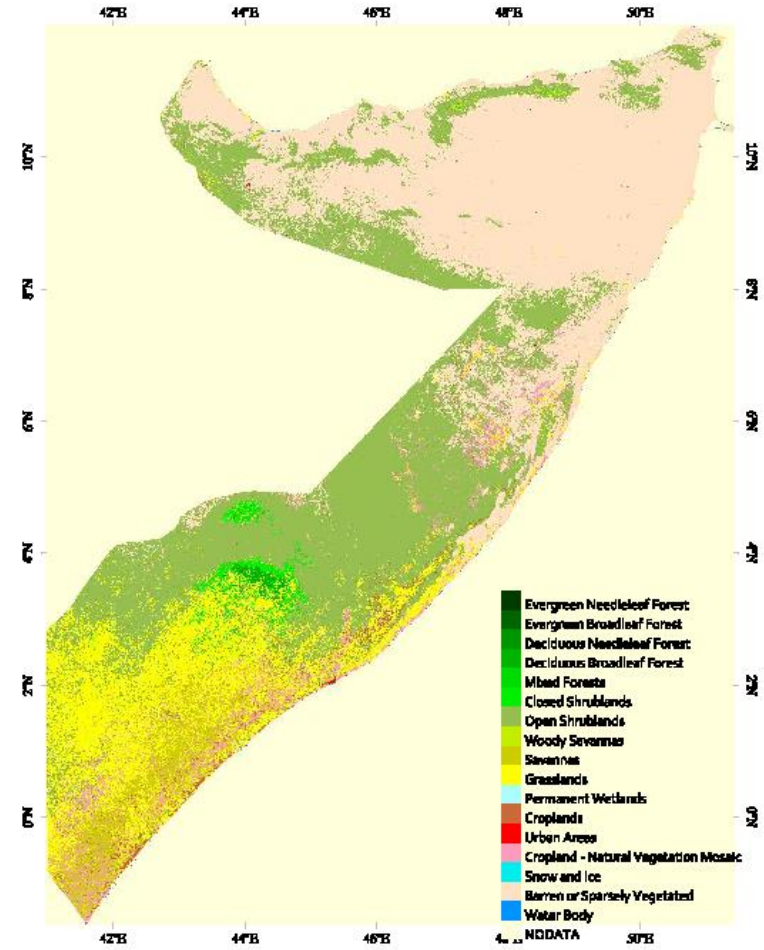 42°E 44°E 46°E 48°E 50°E
10°N 10°N
8°N 8°N
6°N 6°N
4°N 4°N
2°N 2°N
0°N 0°N
Evergreen Needleleaf Forest
Evergreen Broadleaf Forest
Deciduous Needleleaf Forest
Deciduous Broadleaf Forest
Mixed Forests
Closed Shrublands
Open Shrublands
Woody Savannas
Savannas
Grasslands
Permanent Wetlands
Croplands
Urban Areas
Cropland - Natural Vegetation Mosaic
Snow and Ice
Barren or Sparsely Vegetated
Water Body
NODATA
42°E 44°E 46°E 50°E